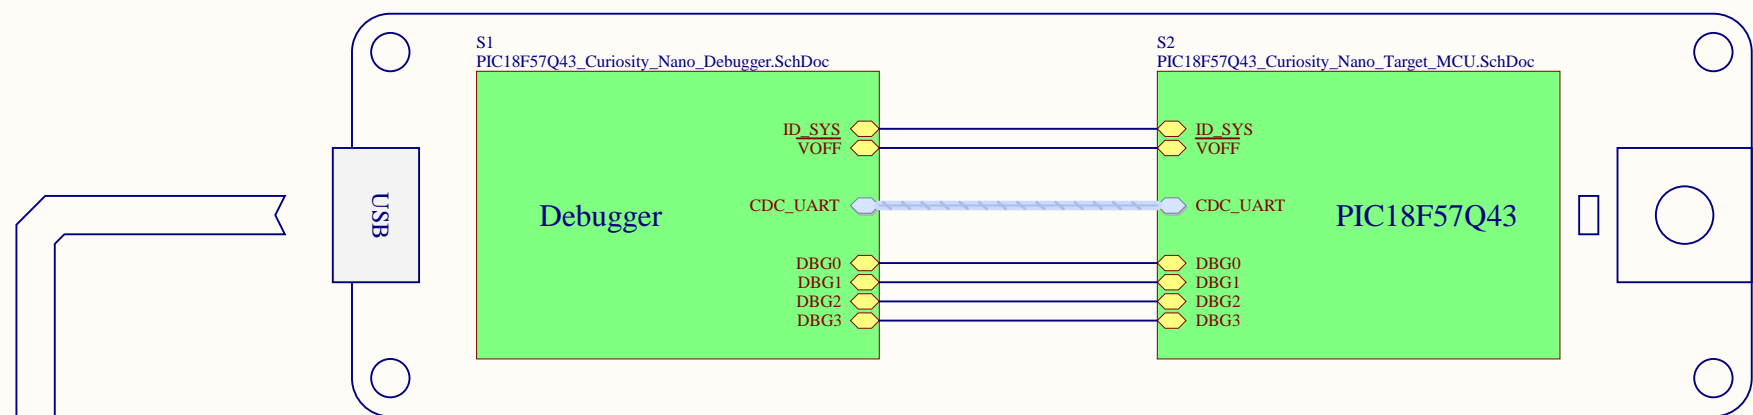 S1
PIC18F57Q43_Curiosity_Nano_Debugger.SchDoc
S2
PIC18F57Q43_Curiosity_Nano_Target_MCU.SchDoc
ID_SYS
VOFF
CDC_UART
DBG0
DBG1
DBG2
DBG3
Debugger
ID_SYS
VOFF
CDC_UART
DBG0
DBG1
DBG2
DBG3
PIC18F57Q43
USB